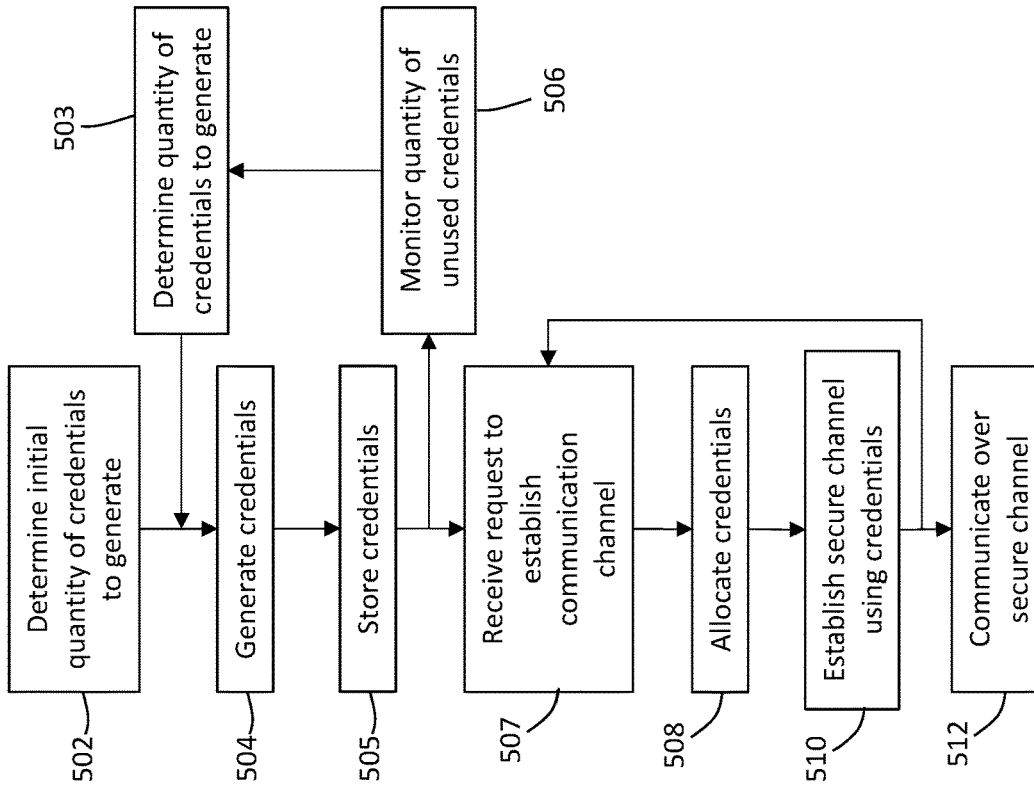 502
Determine initial
quantity of credentials
to generate
503
Determine quantity of
credentials to generate
504
Generate credentials
505
Store credentials
506
Monitor quantity of
unused credentials
507
Receive request to
establish
communication
channel
508
Allocate credentials
510
Establish secure channel
using credentials
512
Communicate over
secure channel